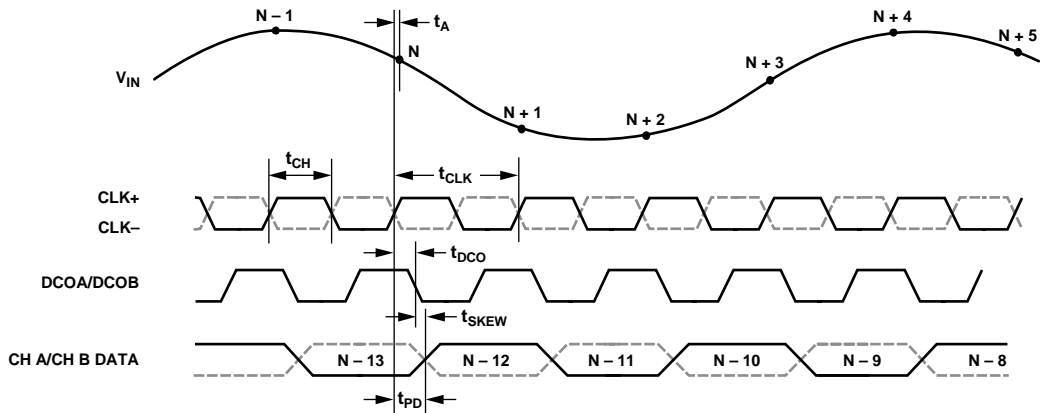 N – 1
t_A
N
N + 4
N + 5
V_IN
N + 3
N + 1
N + 2
t_CH
t_CLK
CLK+
CLK–
t_DCO
DCOA/DCOB
t_SKEW
CH A/CH B DATA
N – 13
N – 12
N – 11
N – 10
N – 9
N – 8
t_PD